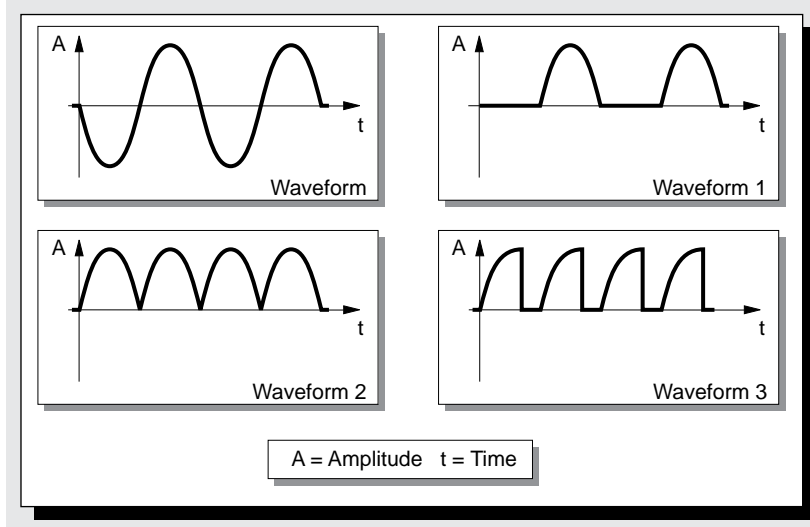 A
t
Waveform
A
t
Waveform 1
A
t
Waveform 2
A
t
Waveform 3
A = Amplitude t = Time